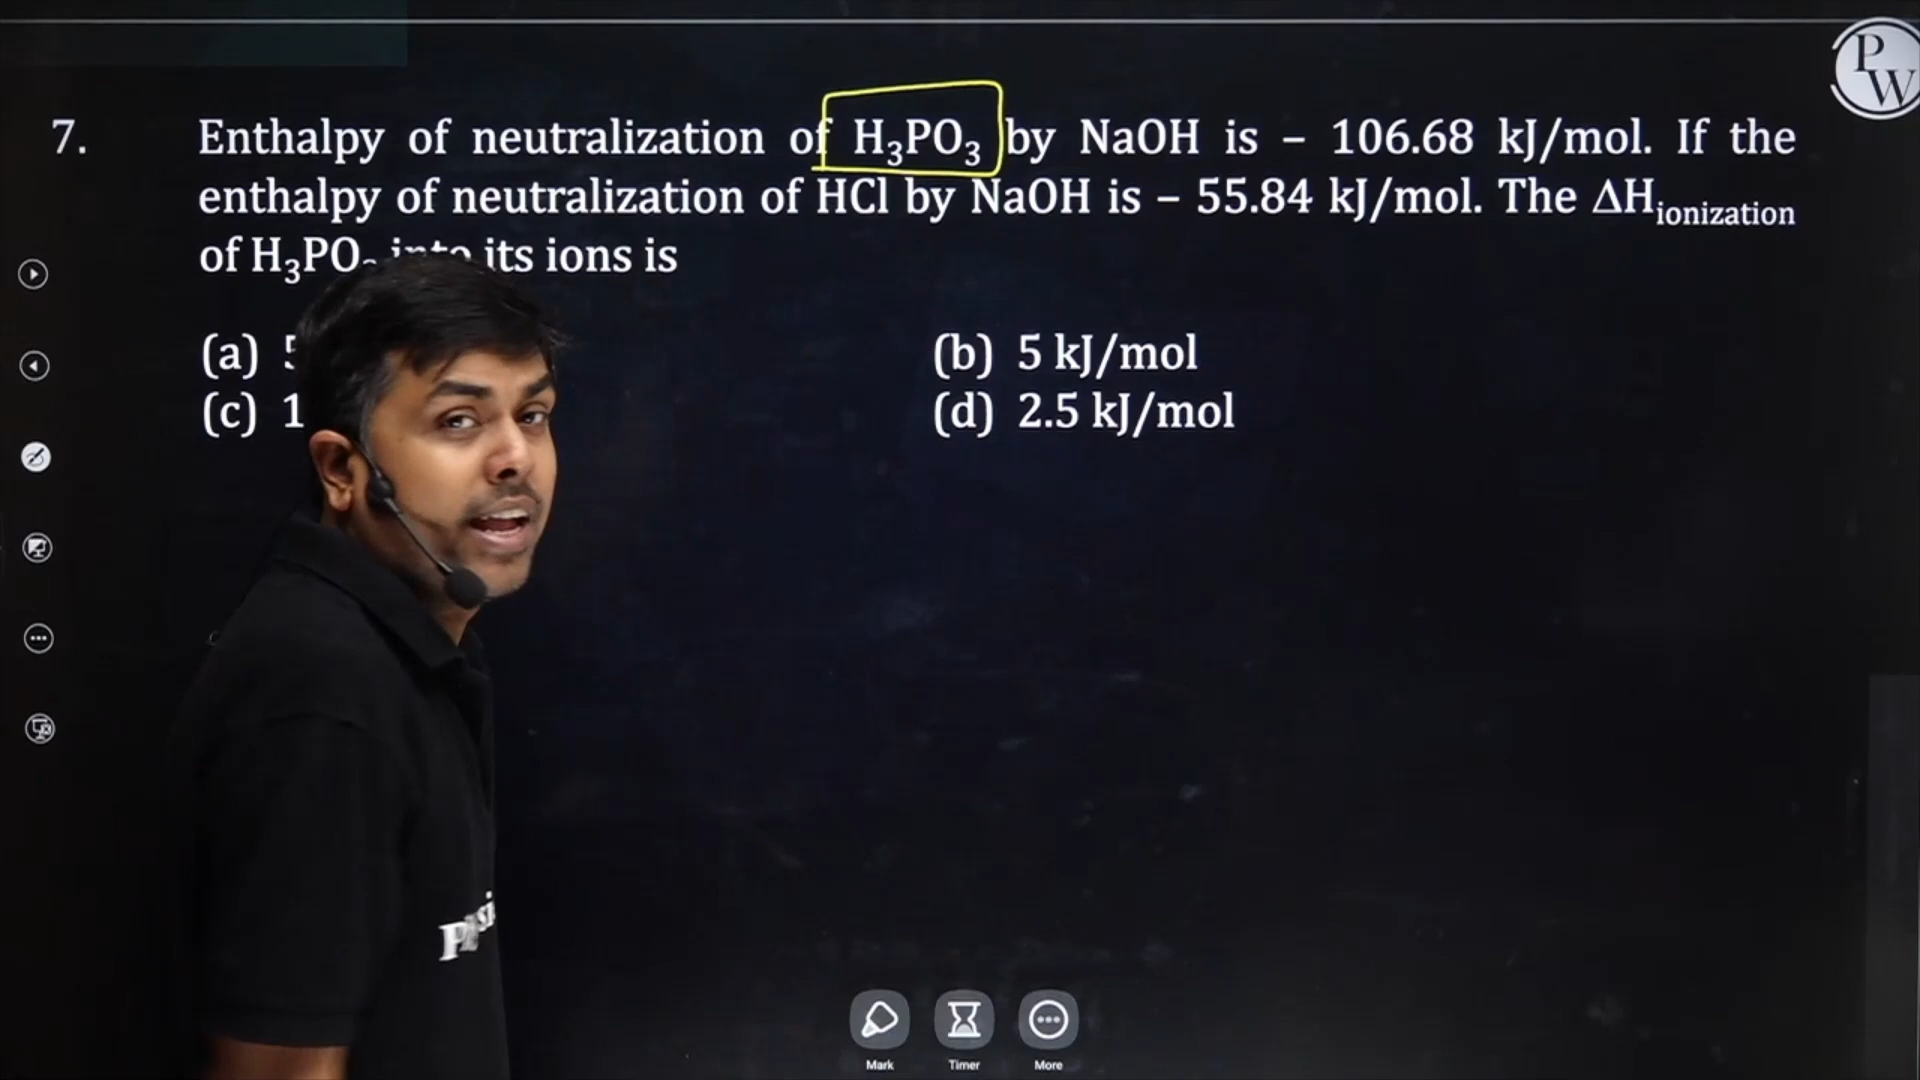 P
W
7. Enthalpy of neutralization of H₃PO₃ by NaOH is – 106.68 kJ/mol. If the
enthalpy of neutralization of HCl by NaOH is – 55.84 kJ/mol. The ΔHionization
of H₃PO its ions is
(a) (b) 5 kJ/mol
(c) (d) 2.5 kJ/mol
Mark Timer More